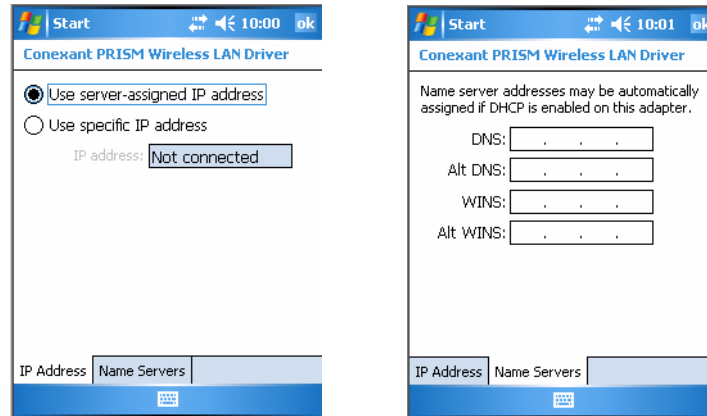 Start 10:00 ok
Conexant PRISM Wireless LAN Driver
Use server-assigned IP address
Use specific IP address
IP address: Not connected
IP Address Name Servers
Start 10:01 ok
Conexant PRISM Wireless LAN Driver
Name server addresses may be automatically
assigned if DHCP is enabled on this adapter.
DNS: . . .
Alt DNS: . . .
WINS: . . .
Alt WINS: . . .
IP Address Name Servers